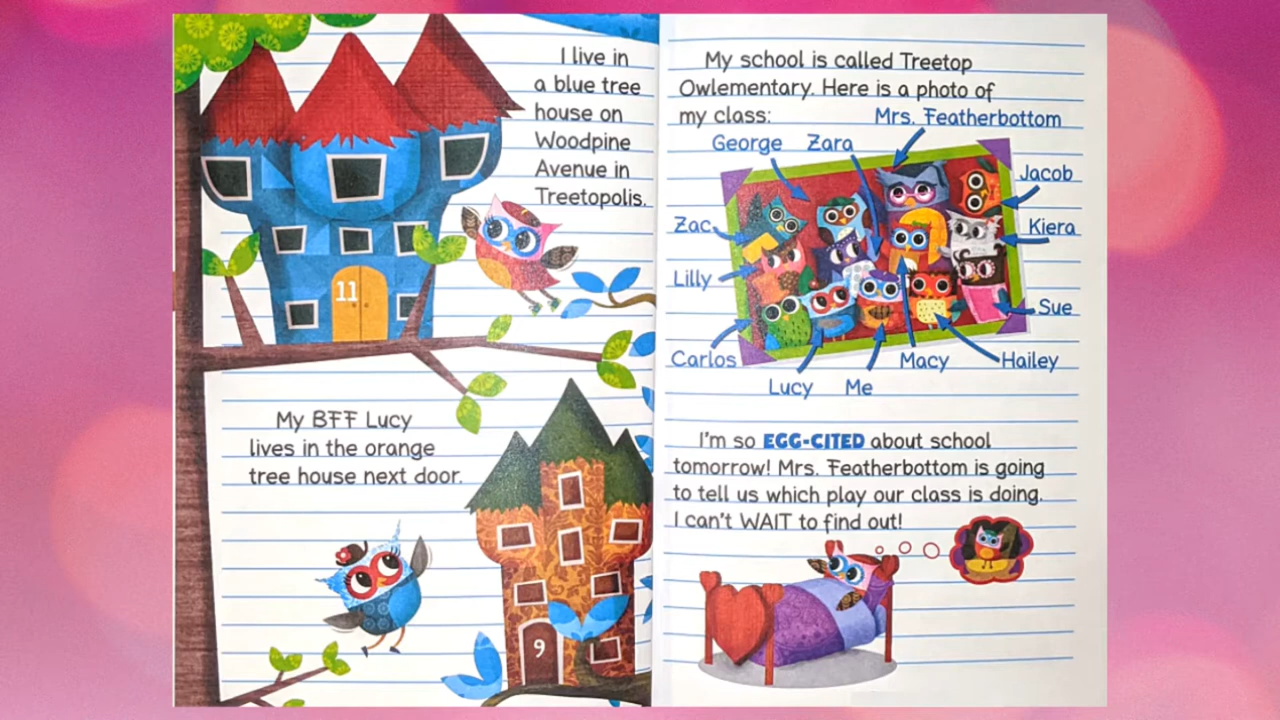 I live in
a blue tree
house on
Woodpine
Avenue in
Treetopolis.
11
My BFF Lucy
lives in the orange
tree house next door.
9
My school is called Treetop
Owlementary. Here is a photo of
my class:
Mrs. Featherbottom
George
Zara
Jacob
Zac
Kiera
Lilly
Sue
Carlos
Macy
Hailey
Lucy
Me
I'm so EGG-CITED about school
tomorrow! Mrs. Featherbottom is going
to tell us which play our class is doing.
I can't WAIT to find out!